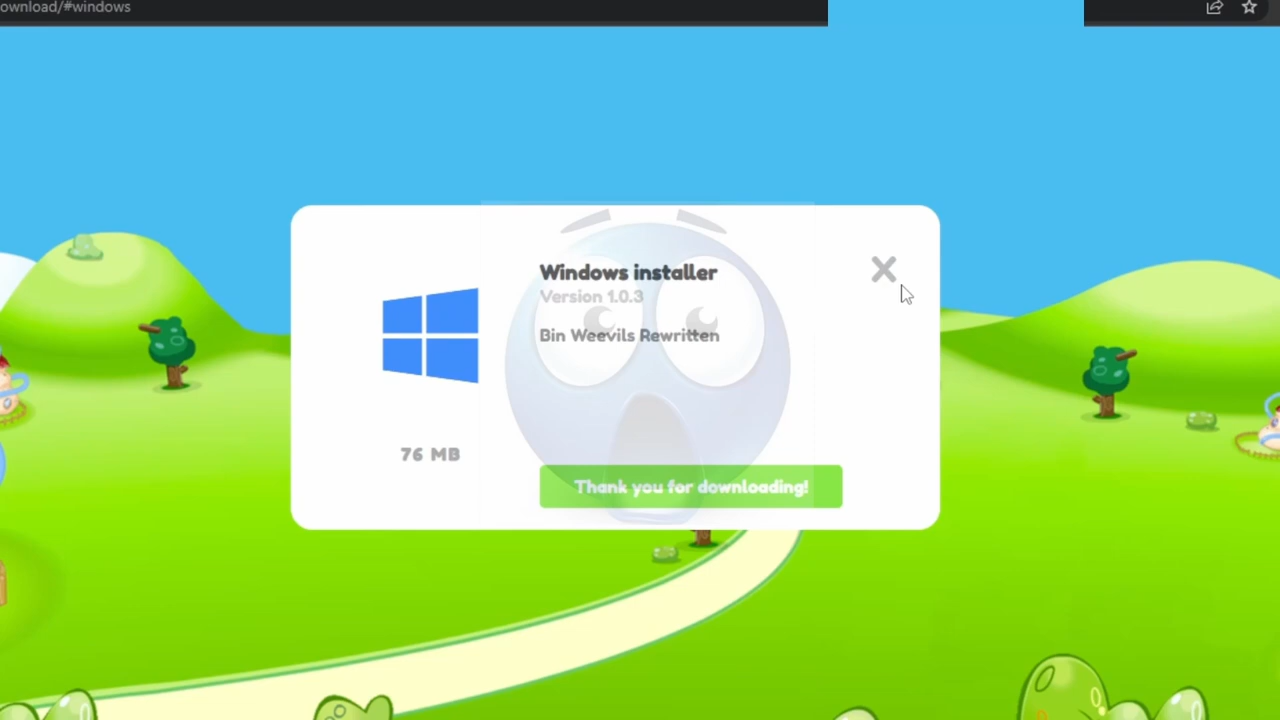 ownload/#windows
Windows installer
Version 1.0.3
Bin Weevils Rewritten
76 MB
Thank you for downloading!